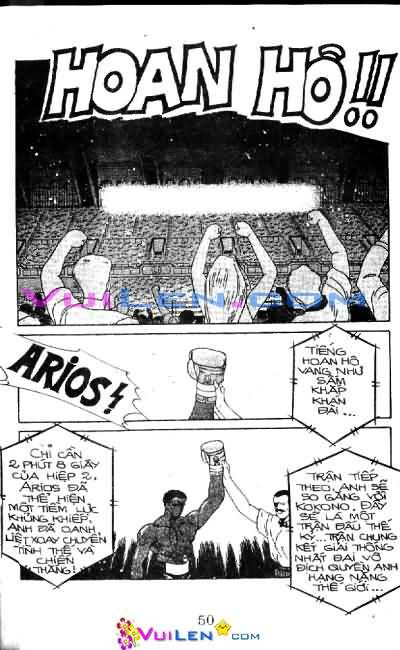 HOAN HÔ!!
VUILEN.COM
ARIOS!
TIẾNG
HOAN HÔ
VANG NHƯ
SẤM
KHẮP
KHÁN
ĐÀI...
CHỈ CẦN
2 PHÚT 8 GIÂY
CỦA HIỆP 2,
ARIOS ĐÃ
THỂ HIỆN
MỘT TIỀM LỰC
KHỦNG KHIẾP.
ANH ĐÃ OANH
LIỆT XOAY CHUYỂN
TÌNH THẾ VÀ
CHIẾN
THẮNG!
TRẬN TIẾP
THEO, ANH SẼ
SO GĂNG VỚI
KOKONO, ĐÂY
SẼ LÀ MỘT
TRẬN ĐẤU THẾ
KỶ... TRẬN CHUNG
KẾT GIẢI THỐNG
NHẤT ĐAI VÔ
ĐỊCH QUYỀN ANH
HẠNG NẶNG
THẾ GIỚI...
50
VUILEN.COM